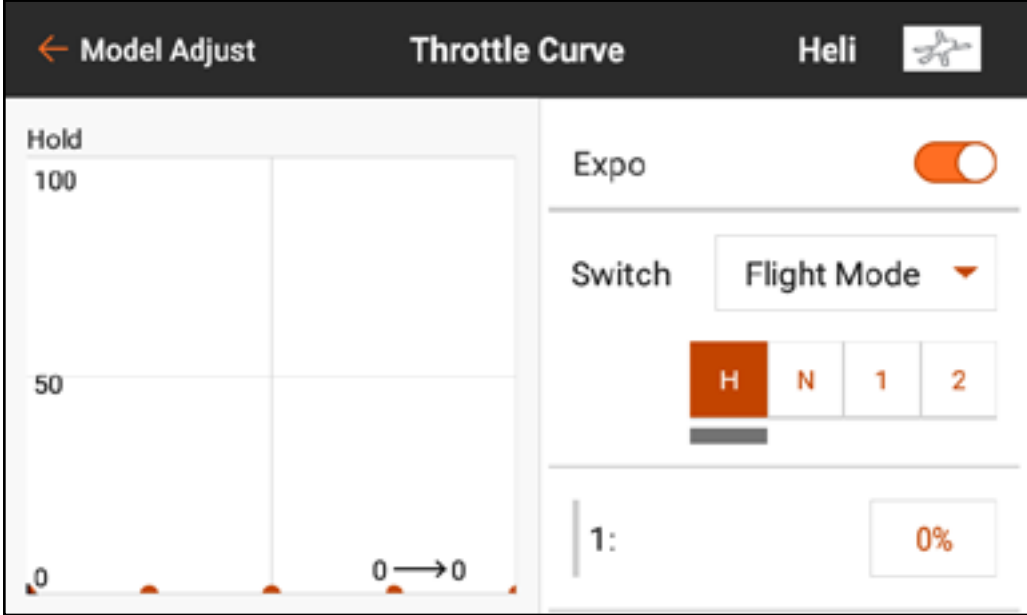 ← Model Adjust Throttle Curve Heli
Hold
100
50
0
0→0
Expo
Switch Flight Mode
H N 1 2
1: 0%